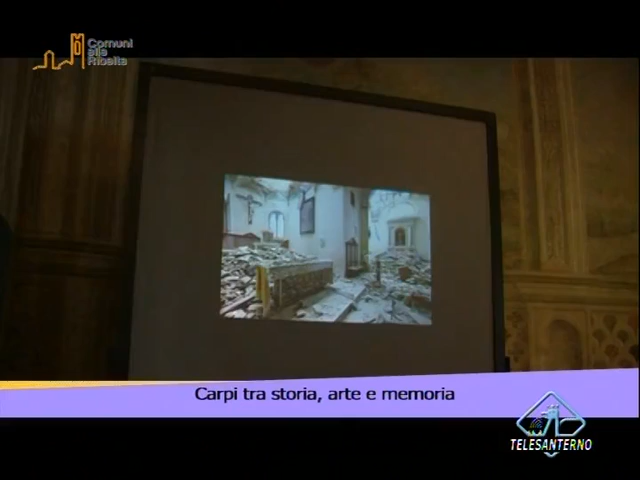 Comuni
alla
Ribalta
Carpi tra storia, arte e memoria
TELESANTERNO